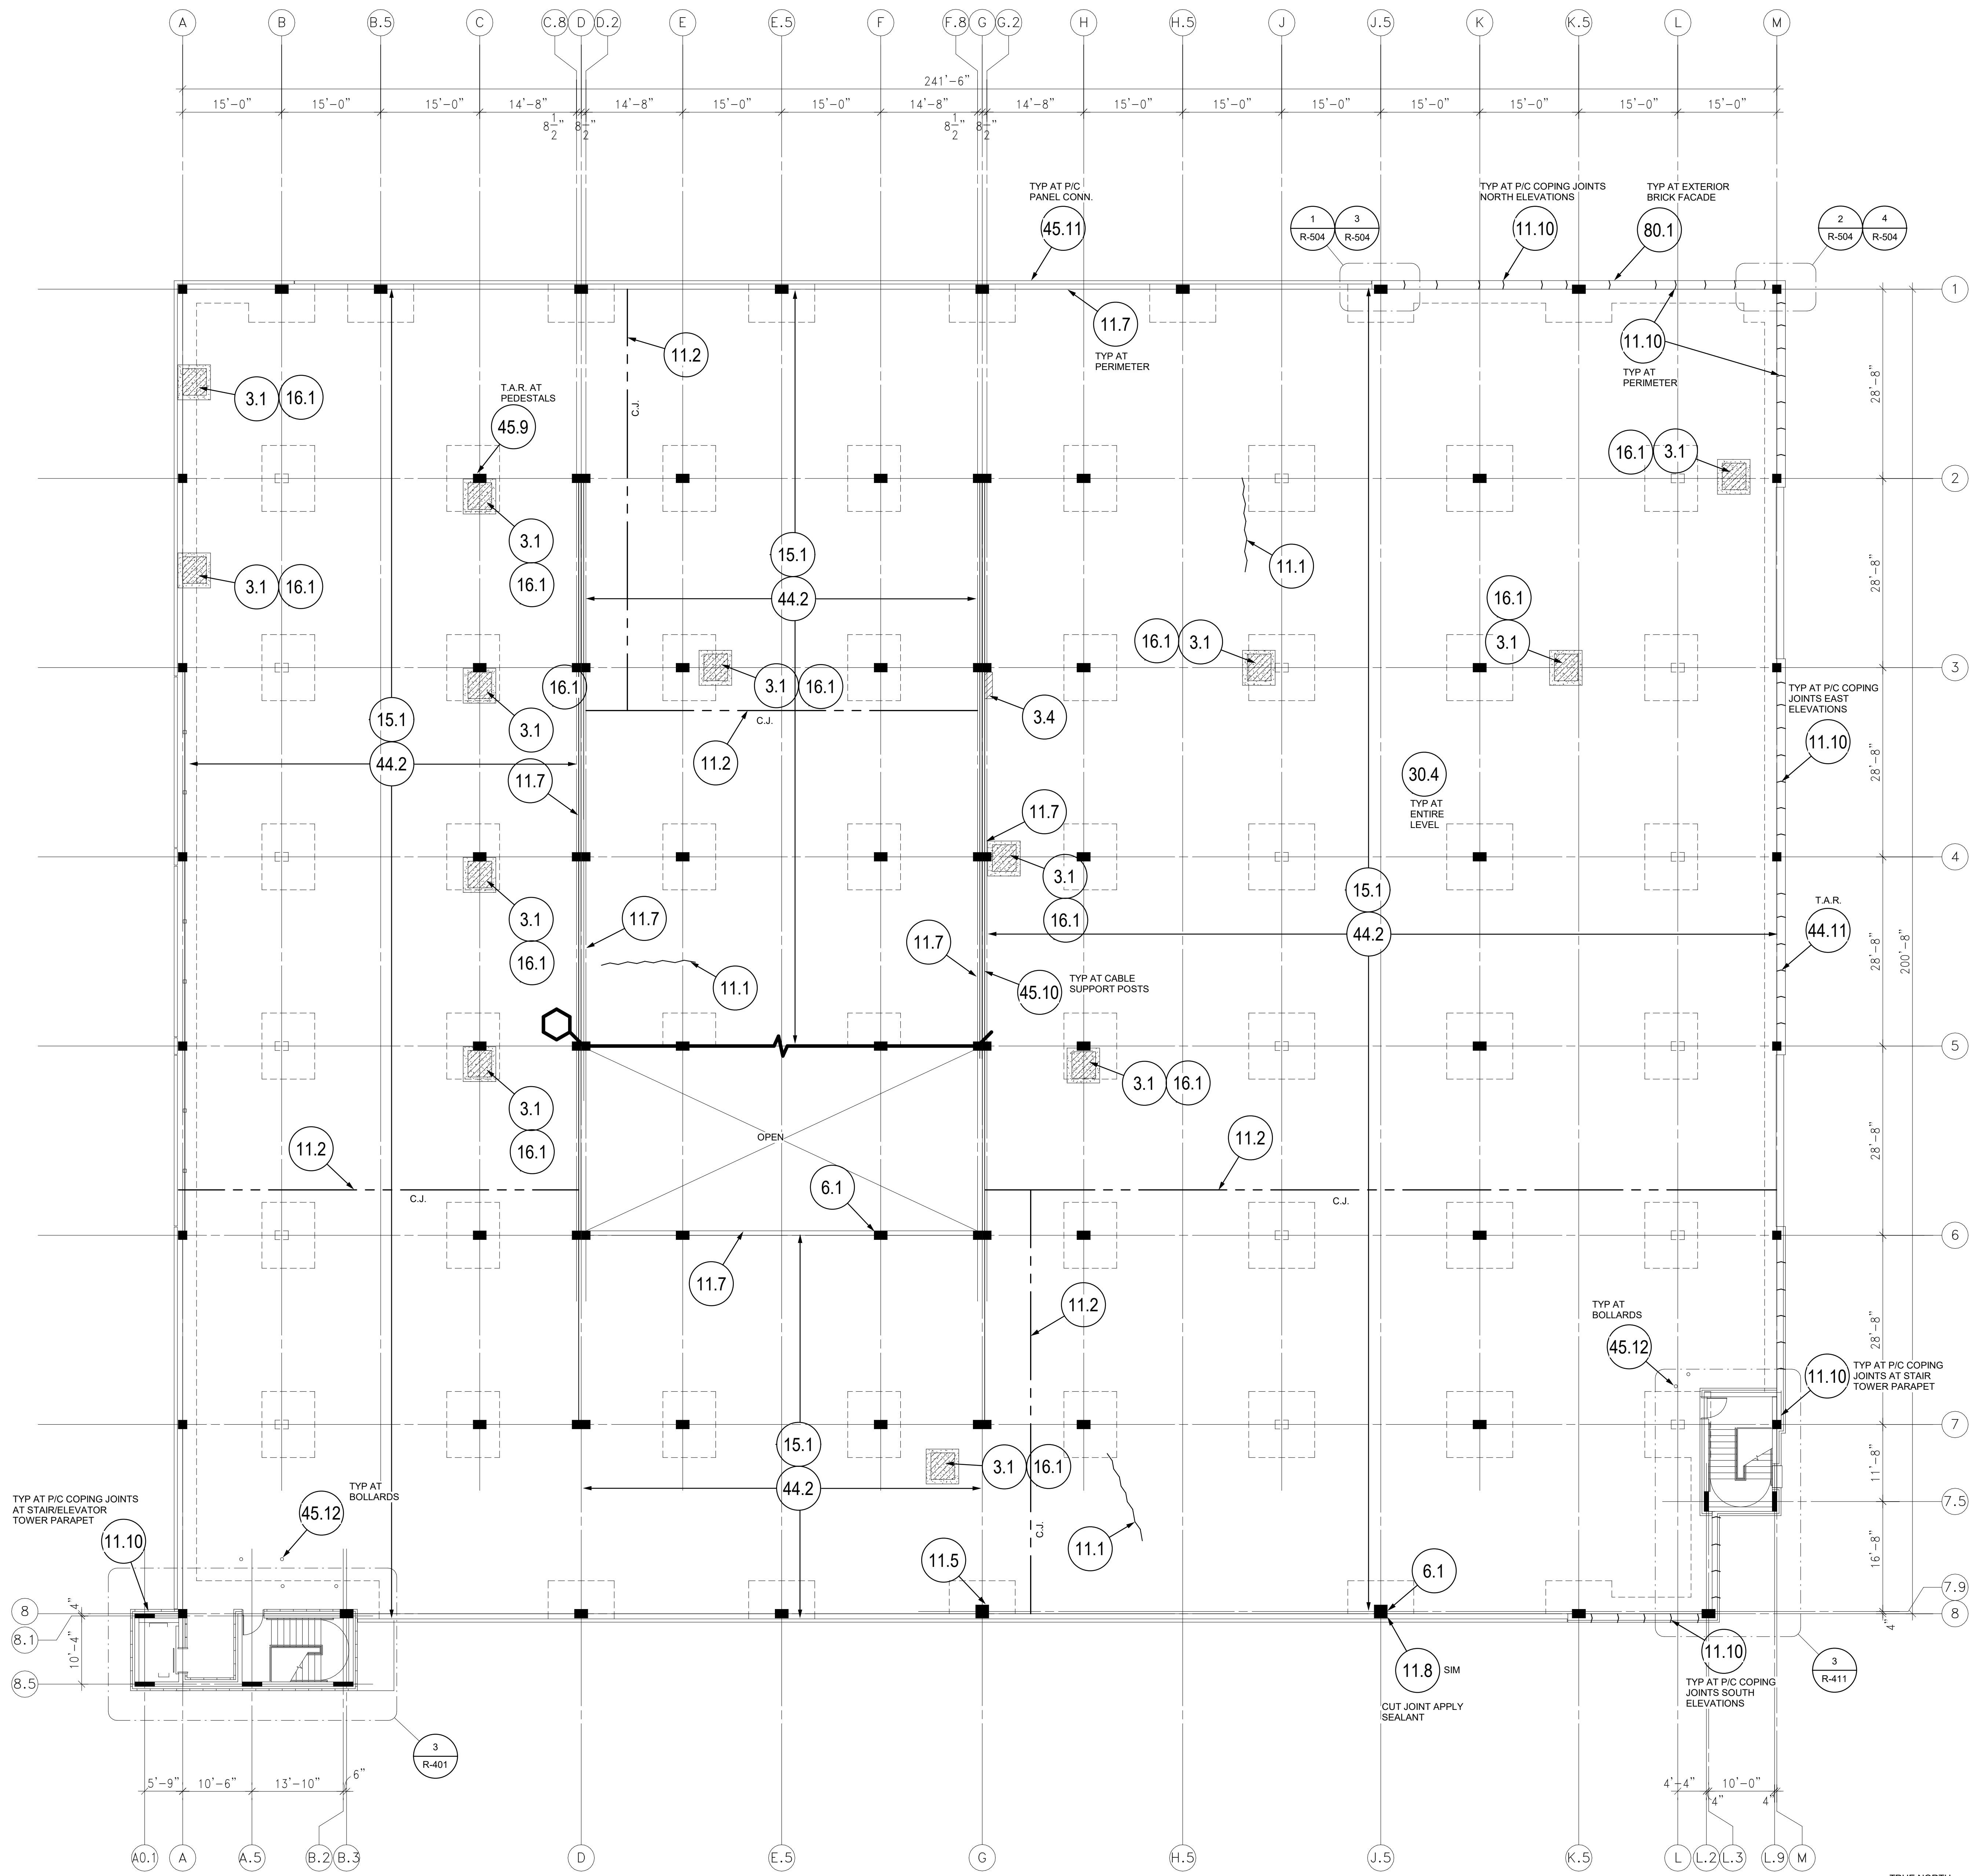 A B B.5 C C.8 D D.2 E E.5 F F.8 G G.2 H H.5 J J.5 K K.5 L M
241'-6"
15'-0" 15'-0" 15'-0" 14'-8" 14'-8" 15'-0" 15'-0" 14'-8" 14'-8" 15'-0" 15'-0" 15'-0" 15'-0" 15'-0" 15'-0" 15'-0"
8 1/2" 8 1/2" 8 1/2" 8 1/2"
TYP AT P/C
PANEL CONN.
45.11
1
R-504
3
R-504
TYP AT P/C COPING JOINTS
NORTH ELEVATIONS
11.10
TYP AT EXTERIOR
BRICK FACADE
80.1
2
R-504
4
R-504
1
11.7
TYP AT
PERIMETER
11.2
11.10
TYP AT
PERIMETER
28'-8"
3.1 16.1
T.A.R. AT
PEDESTALS
45.9
C.J.
16.1 3.1
2
3.1
16.1
15.1
44.2
11.1
3.1 16.1
28'-8"
16.1
3.1
16.1 3.1
3
16.1
3.1 16.1
3.1
3.4
C.J.
11.2
15.1
44.2
11.7
TYP AT P/C COPING
JOINTS EAST
ELEVATIONS
11.10
30.4
TYP AT
ENTIRE
LEVEL
28'-8"
11.7
4
3.1
16.1
3.1
16.1
11.7
11.7
15.1
44.2
T.A.R.
44.11
28'-8"
200'-8"
11.1
45.10
TYP AT CABLE
SUPPORT POSTS
5
3.1
16.1
3.1 16.1
OPEN
11.2
11.2
28'-8"
C.J.
C.J.
6.1
6
11.7
11.2
28'-8"
TYP AT
BOLLARDS
45.12
11.10
TYP AT P/C COPING
JOINTS AT STAIR
TOWER PARAPET
7
15.1
44.2
3.1 16.1
11'-8"
7.5
TYP AT P/C COPING JOINTS
AT STAIR/ELEVATOR
TOWER PARAPET
11.10
TYP AT
BOLLARDS
45.12
C.J.
11.1
11.5
6.1
16'-8"
7.9
8
4"
8
4"
8.1
10'-4"
8.5
11.8 SIM
CUT JOINT APPLY
SEALANT
11.10
TYP AT P/C COPING
JOINTS SOUTH
ELEVATIONS
3
R-411
3
R-401
5'-9" 10'-6" 13'-10" 6"
4'-4" 10'-0"
4" 4"
A0.1 A A.5 B.2 B.3 D E.5 G H.5 J.5 K.5 L L.2 L.3 L.9 M
TRUE NORTH